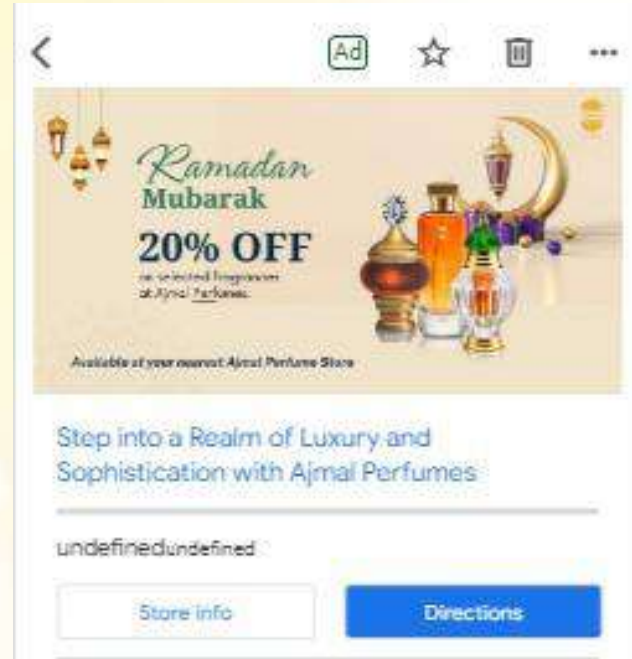 Ad
Ramadan
Mubarak
20% OFF
on selected fragrances
at Ajmal Perfumes.
Available at your nearest Ajmal Perfume Store
Step into a Realm of Luxury and
Sophistication with Ajmal Perfumes
undefinedundefined
Store info
Directions